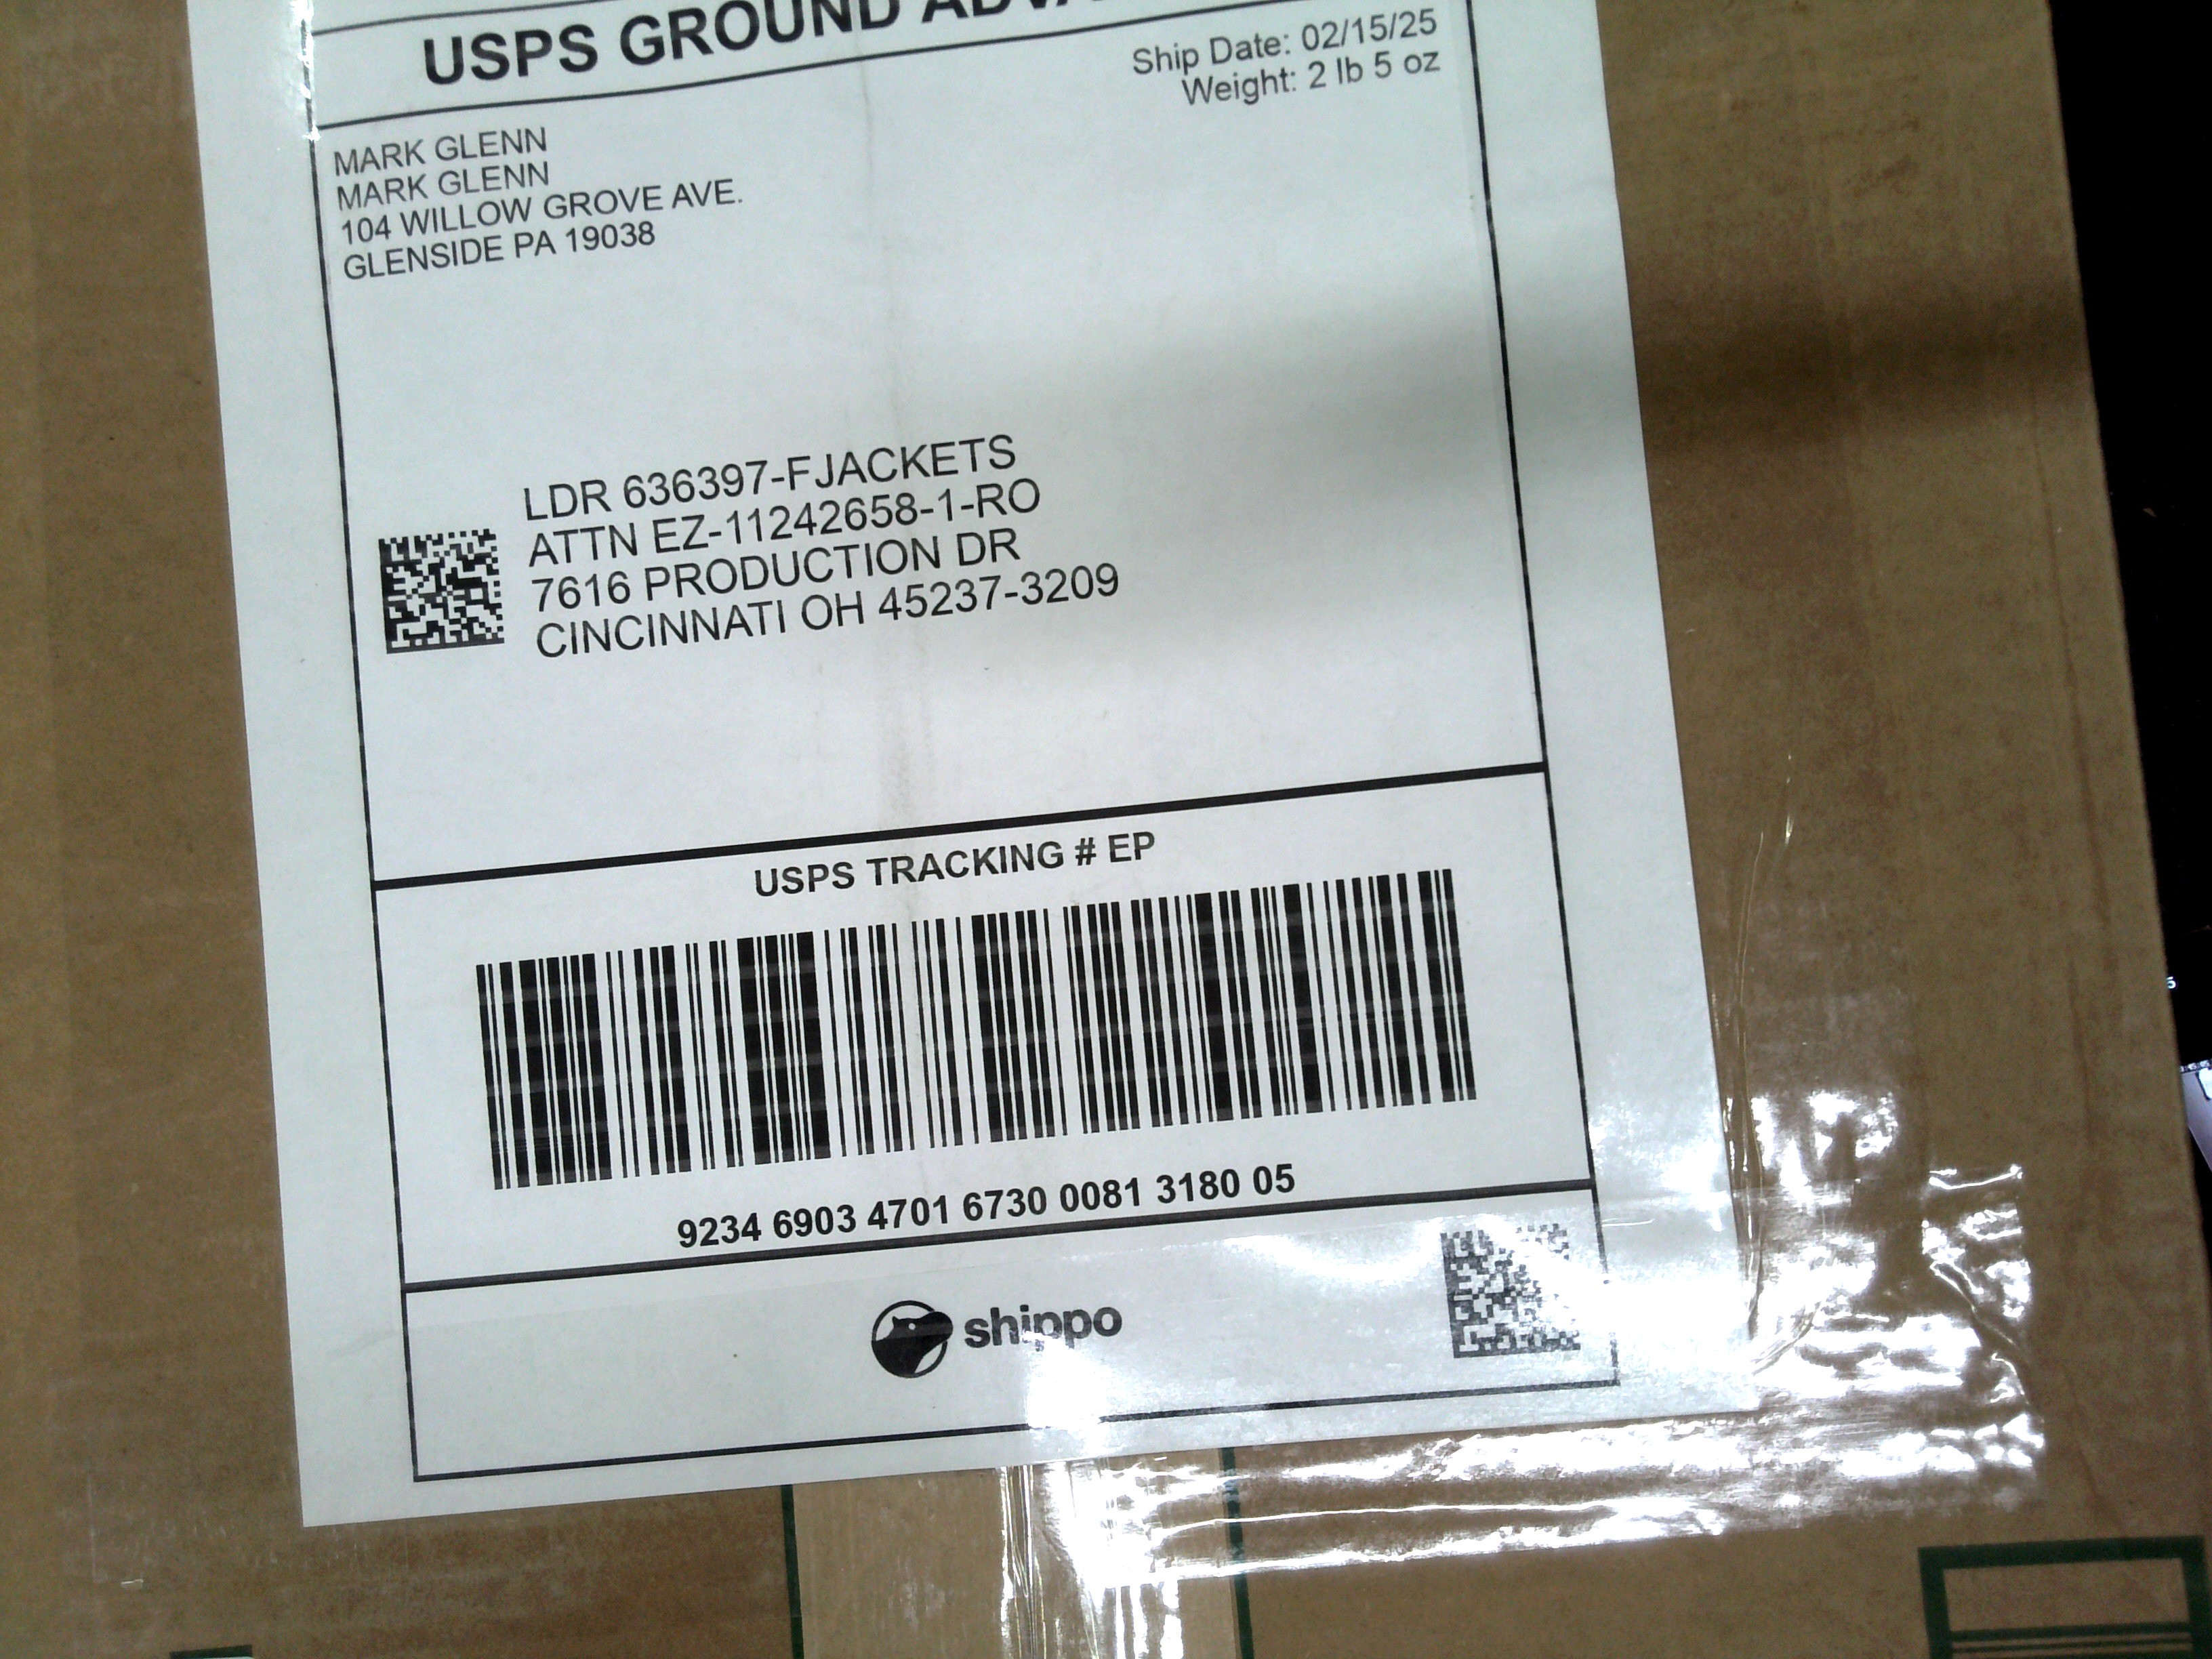 USPS GROUND
Ship Date: 02/15/25
Weight: 2 lb 5 oz
MARK GLENN
MARK GLENN
104 WILLOW GROVE AVE.
GLENSIDE PA 19038
LDR 636397-FJACKETS
ATTN EZ-11242658-1-RO
7616 PRODUCTION DR
CINCINNATI OH 45237-3209
USPS TRACKING # EP
9234 6903 4701 6730 0081 3180 05
shippo